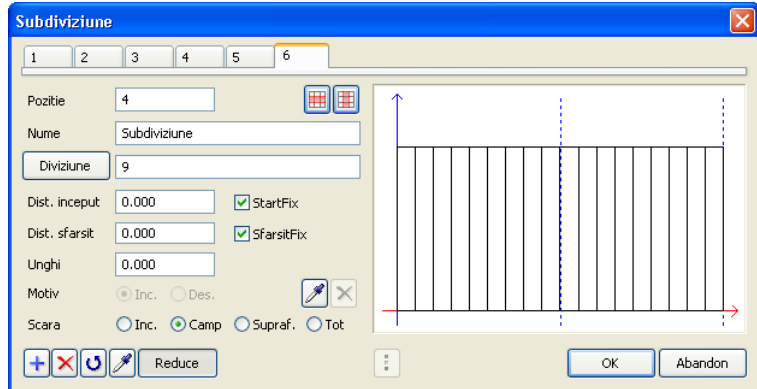 Subdiviziune
1 2 3 4 5 6
Pozitie 4
Nume Subdiviziune
Diviziune 9
Dist. inceput 0.000 StartFix
Dist. sfarsit 0.000 SfarsitFix
Unghi 0.000
Motiv Inc. Des.
Scara Inc. Camp Supraf. Tot
Reduce OK Abandon